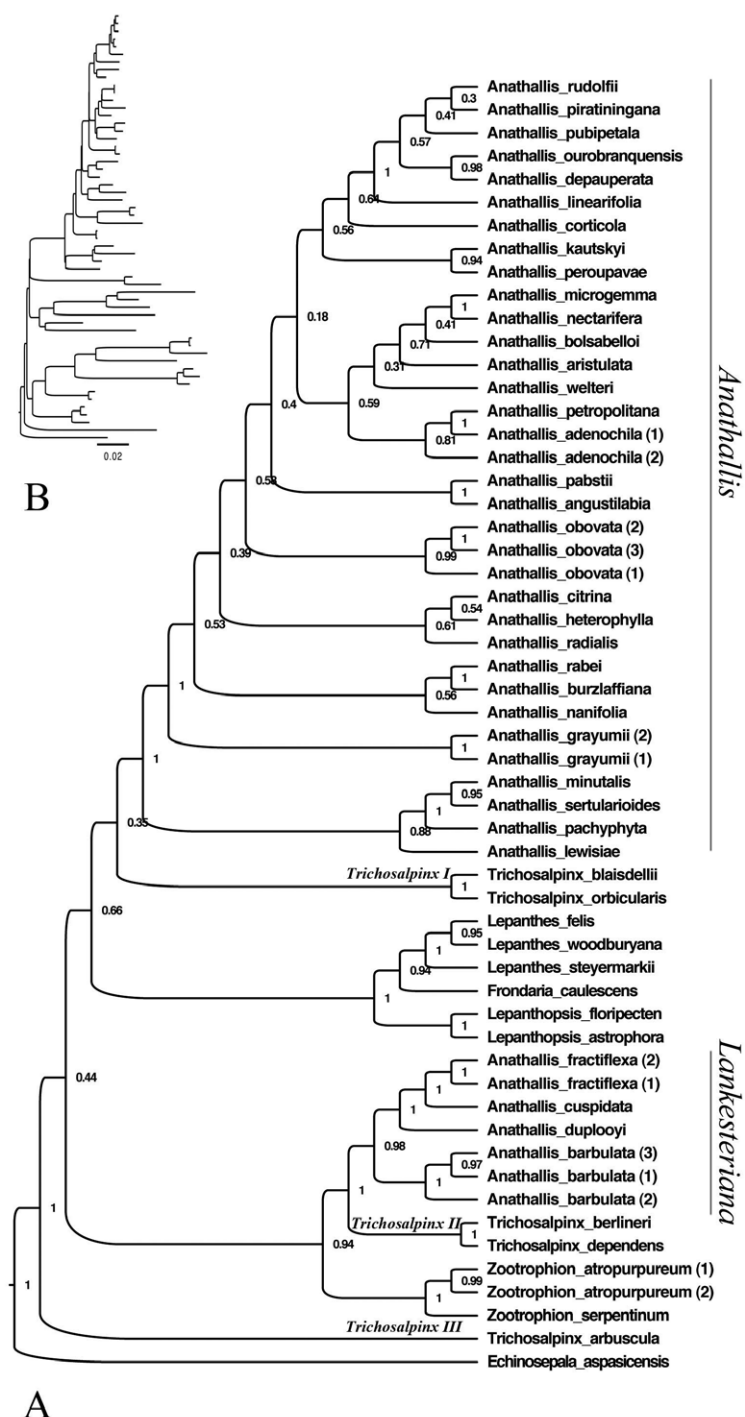 0.02
B
Anathallis_rudolfii
0.3
Anathallis_piratiningana
0.41
Anathallis_pubipetala
0.57
Anathallis_ourobranquensis
1
0.98
Anathallis_depauperata
0.64
Anathallis_linearifolia
0.56
Anathallis_corticola
Anathallis_kautskyi
0.94
Anathallis_peroupavae
Anathallis_microgemma
0.18
1
Anathallis_nectarifera
0.41
Anathallis_bolsabelloi
0.71
Anathallis_aristulata
0.31
Anathallis_welteri
0.4
0.59
Anathallis_petropolitana
1
Anathallis_adenochila (1)
0.81
Anathallis_adenochila (2)
0.58
Anathallis_pabstii
1
Anathallis_angustilabia
Anathallis_obovata (2)
1
Anathallis_obovata (3)
0.39
0.99
Anathallis_obovata (1)
Anathallis_citrina
0.54
Anathallis_heterophylla
0.53
0.61
Anathallis_radialis
Anathallis_rabei
1
1
Anathallis_burzlaffiana
0.56
Anathallis_nanifolia
Anathallis_grayumii (2)
1
1
Anathallis_grayumii (1)
Anathallis_minutalis
0.95
Anathallis_sertularioides
0.35
1
Anathallis_pachyphyta
0.88
Anathallis_lewisiae
Anathallis
Trichosalpinx I
Trichosalpinx_blaisdellii
1
Trichosalpinx_orbicularis
0.66
Lepanthes_felis
0.95
Lepanthes_woodburyana
1
Lepanthes_steyermarkii
0.94
Frondaria_caulescens
1
Lepanthopsis_floripecten
1
Lepanthopsis_astrophora
0.44
Anathallis_fractiflexa (2)
1
Anathallis_fractiflexa (1)
1
Anathallis_cuspidata
1
Anathallis_duplooyi
0.98
Anathallis_barbulata (3)
0.97
Anathallis_barbulata (1)
1
1
Anathallis_barbulata (2)
Lankesteriana
1
Trichosalpinx II
Trichosalpinx_berlineri
1
0.94
Trichosalpinx_dependens
Zootrophion_atropurpureum (1)
0.99
1
Zootrophion_atropurpureum (2)
1
Zootrophion_serpentinum
Trichosalpinx III
Trichosalpinx_arbuscula
Echinosepala_aspasicensis
A